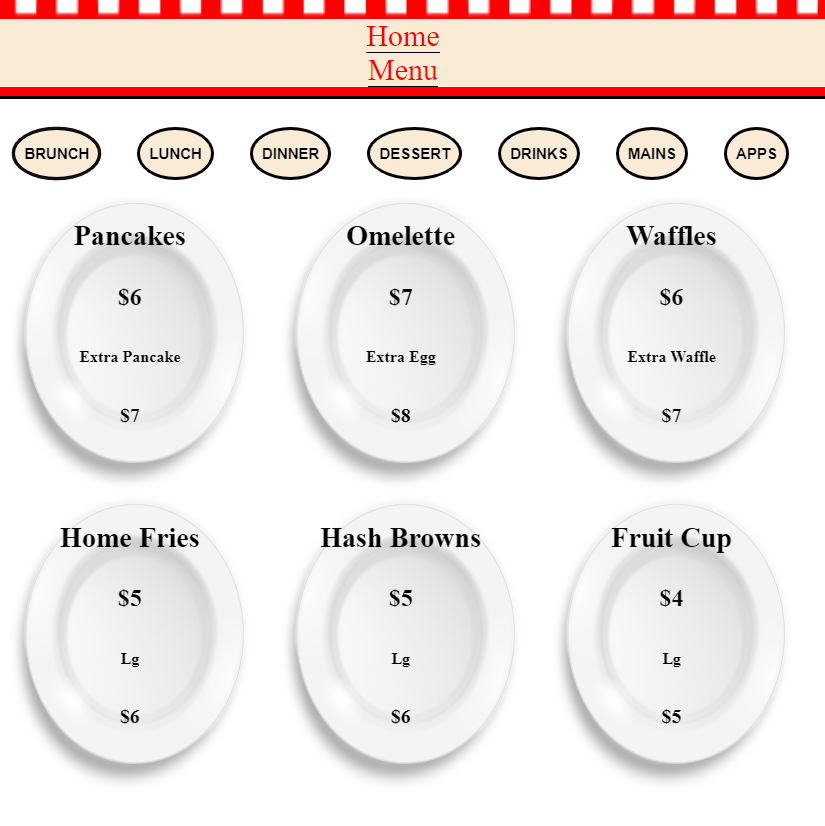 Home
Menu
BRUNCH LUNCH DINNER DESSERT DRINKS MAINS APPS
Pancakes Omelette Waffles
$6 $7 $6
Extra Pancake Extra Egg Extra Waffle
$7 $8 $7
Home Fries Hash Browns Fruit Cup
$5 $5 $4
Lg Lg Lg
$6 $6 $5